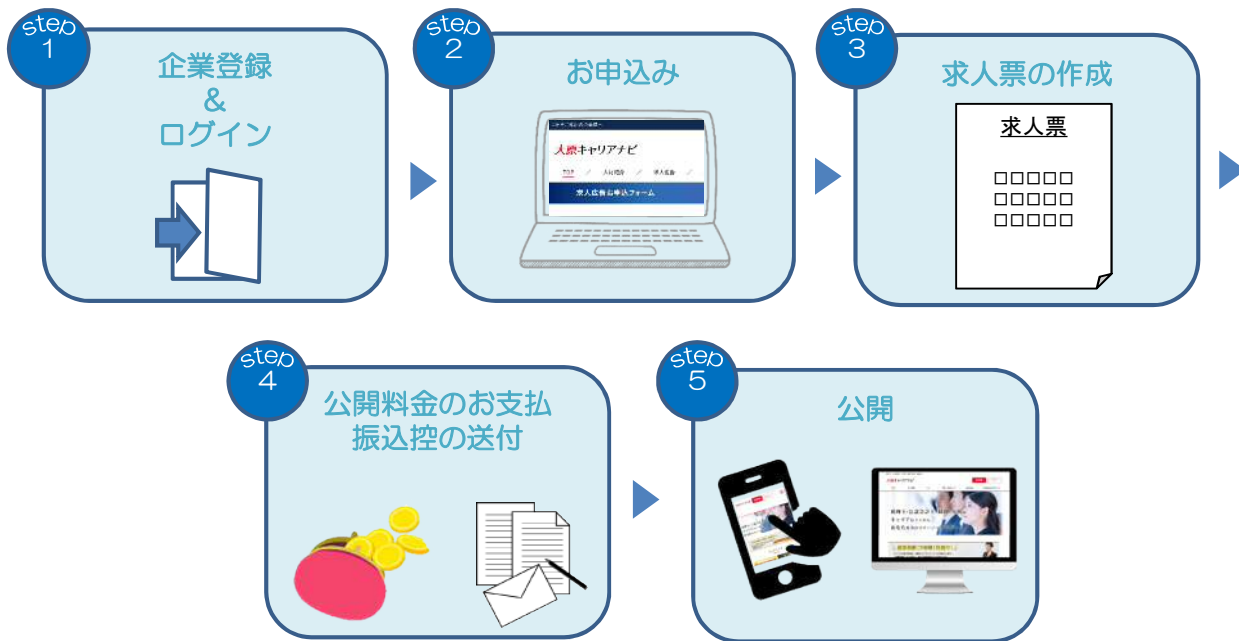 step
1
企業登録
&
ログイン
step
2
お申込み
大原キャリアナビ
TOP
求人広告お申込フォーム
step
3
求人票の作成
求人票
□□□□□
□□□□□
□□□□□
step
4
公開料金のお支払
振込控の送付
step
5
公開